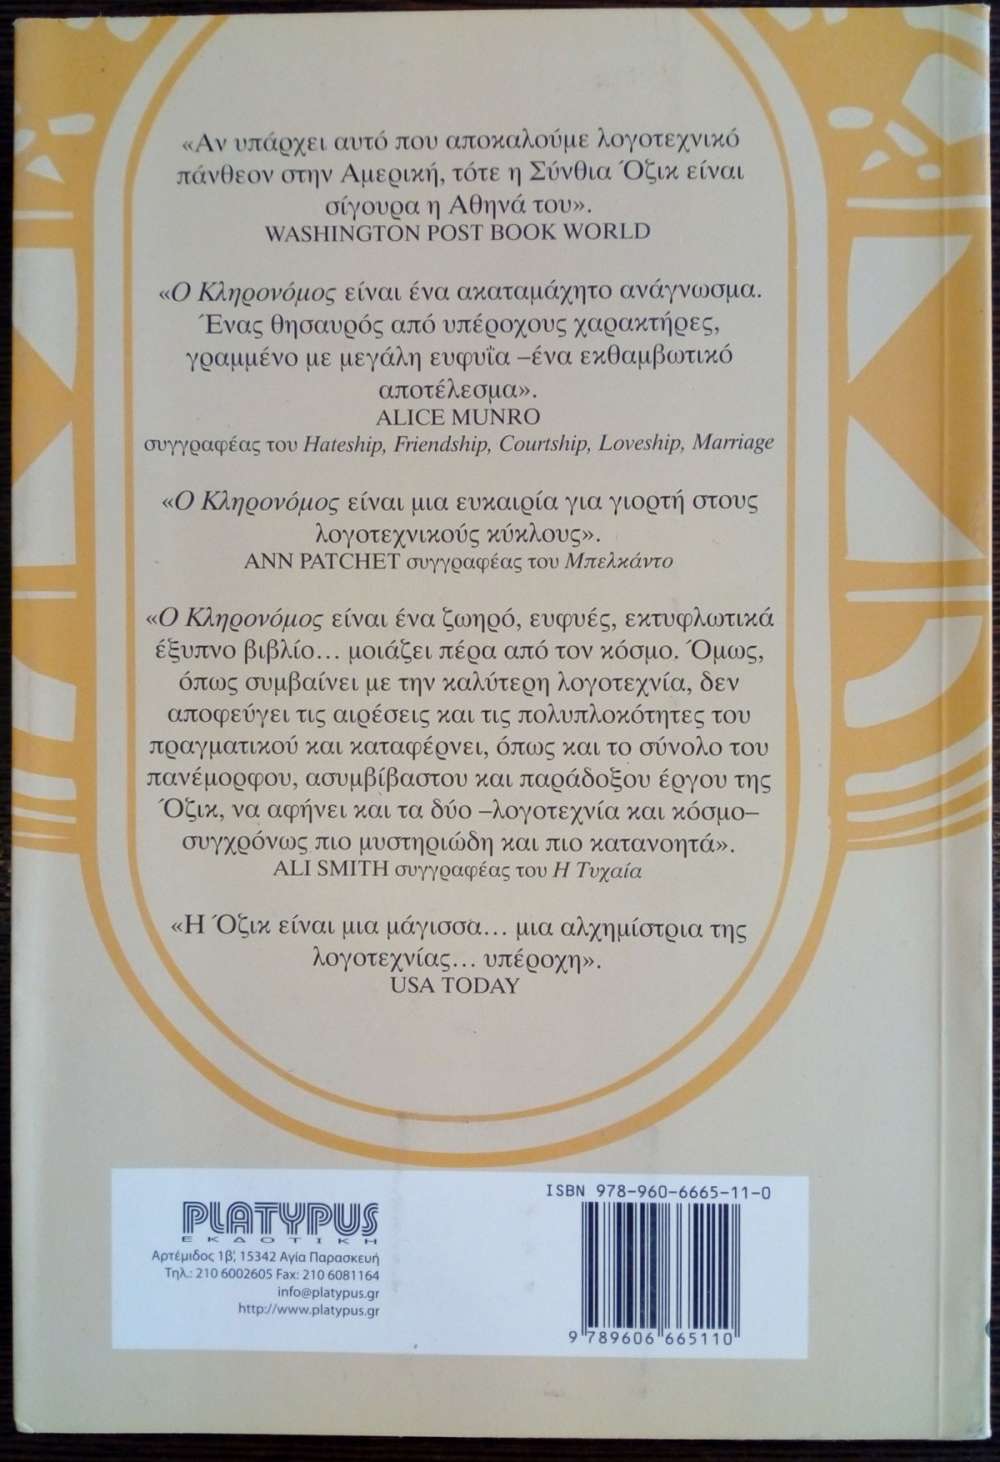 «Αν υπάρχει αυτό που αποκαλούμε λογοτεχνικό
πάνθεον στην Αμερική, τότε η Σύνθια Όζικ είναι
σίγουρα η Αθηνά του».
WASHINGTON POST BOOK WORLD
«Ο Κληρονόμος είναι ένα ακαταμάχητο ανάγνωσμα.
Ένας θησαυρός από υπέροχους χαρακτήρες,
γραμμένο με μεγάλη ευφυΐα –ένα εκθαμβωτικό
αποτέλεσμα».
ALICE MUNRO
συγγραφέας του Hateship, Friendship, Courtship, Loveship, Marriage
«Ο Κληρονόμος είναι μια ευκαιρία για γιορτή στους
λογοτεχνικούς κύκλους».
ANN PATCHET συγγραφέας του Μπελκάντο
«Ο Κληρονόμος είναι ένα ζωηρό, ευφυές, εκτυφλωτικά
έξυπνο βιβλίο... μοιάζει πέρα από τον κόσμο. Όμως,
όπως συμβαίνει με την καλύτερη λογοτεχνία, δεν
αποφεύγει τις αιρέσεις και τις πολυπλοκότητες του
πραγματικού και καταφέρνει, όπως και το σύνολο του
πανέμορφου, ασυμβίβαστου και παράδοξου έργου της
Όζικ, να αφήνει και τα δύο –λογοτεχνία και κόσμο–
συγχρόνως πιο μυστηριώδη και πιο κατανοητά».
ALI SMITH συγγραφέας του Η Τυχαία
«Η Όζικ είναι μια μάγισσα... μια αλχημίστρια της
λογοτεχνίας... υπέροχη».
USA TODAY
PLATYPUS
ΕΚΔΟΤΙΚΗ
Αρτέμιδος 1β', 15342 Αγία Παρασκευή
Τηλ.: 210 6002605 Fax: 210 6081164
info@platypus.gr
http://www.platypus.gr
ISBN 978-960-6665-11-0
9 789606 665110